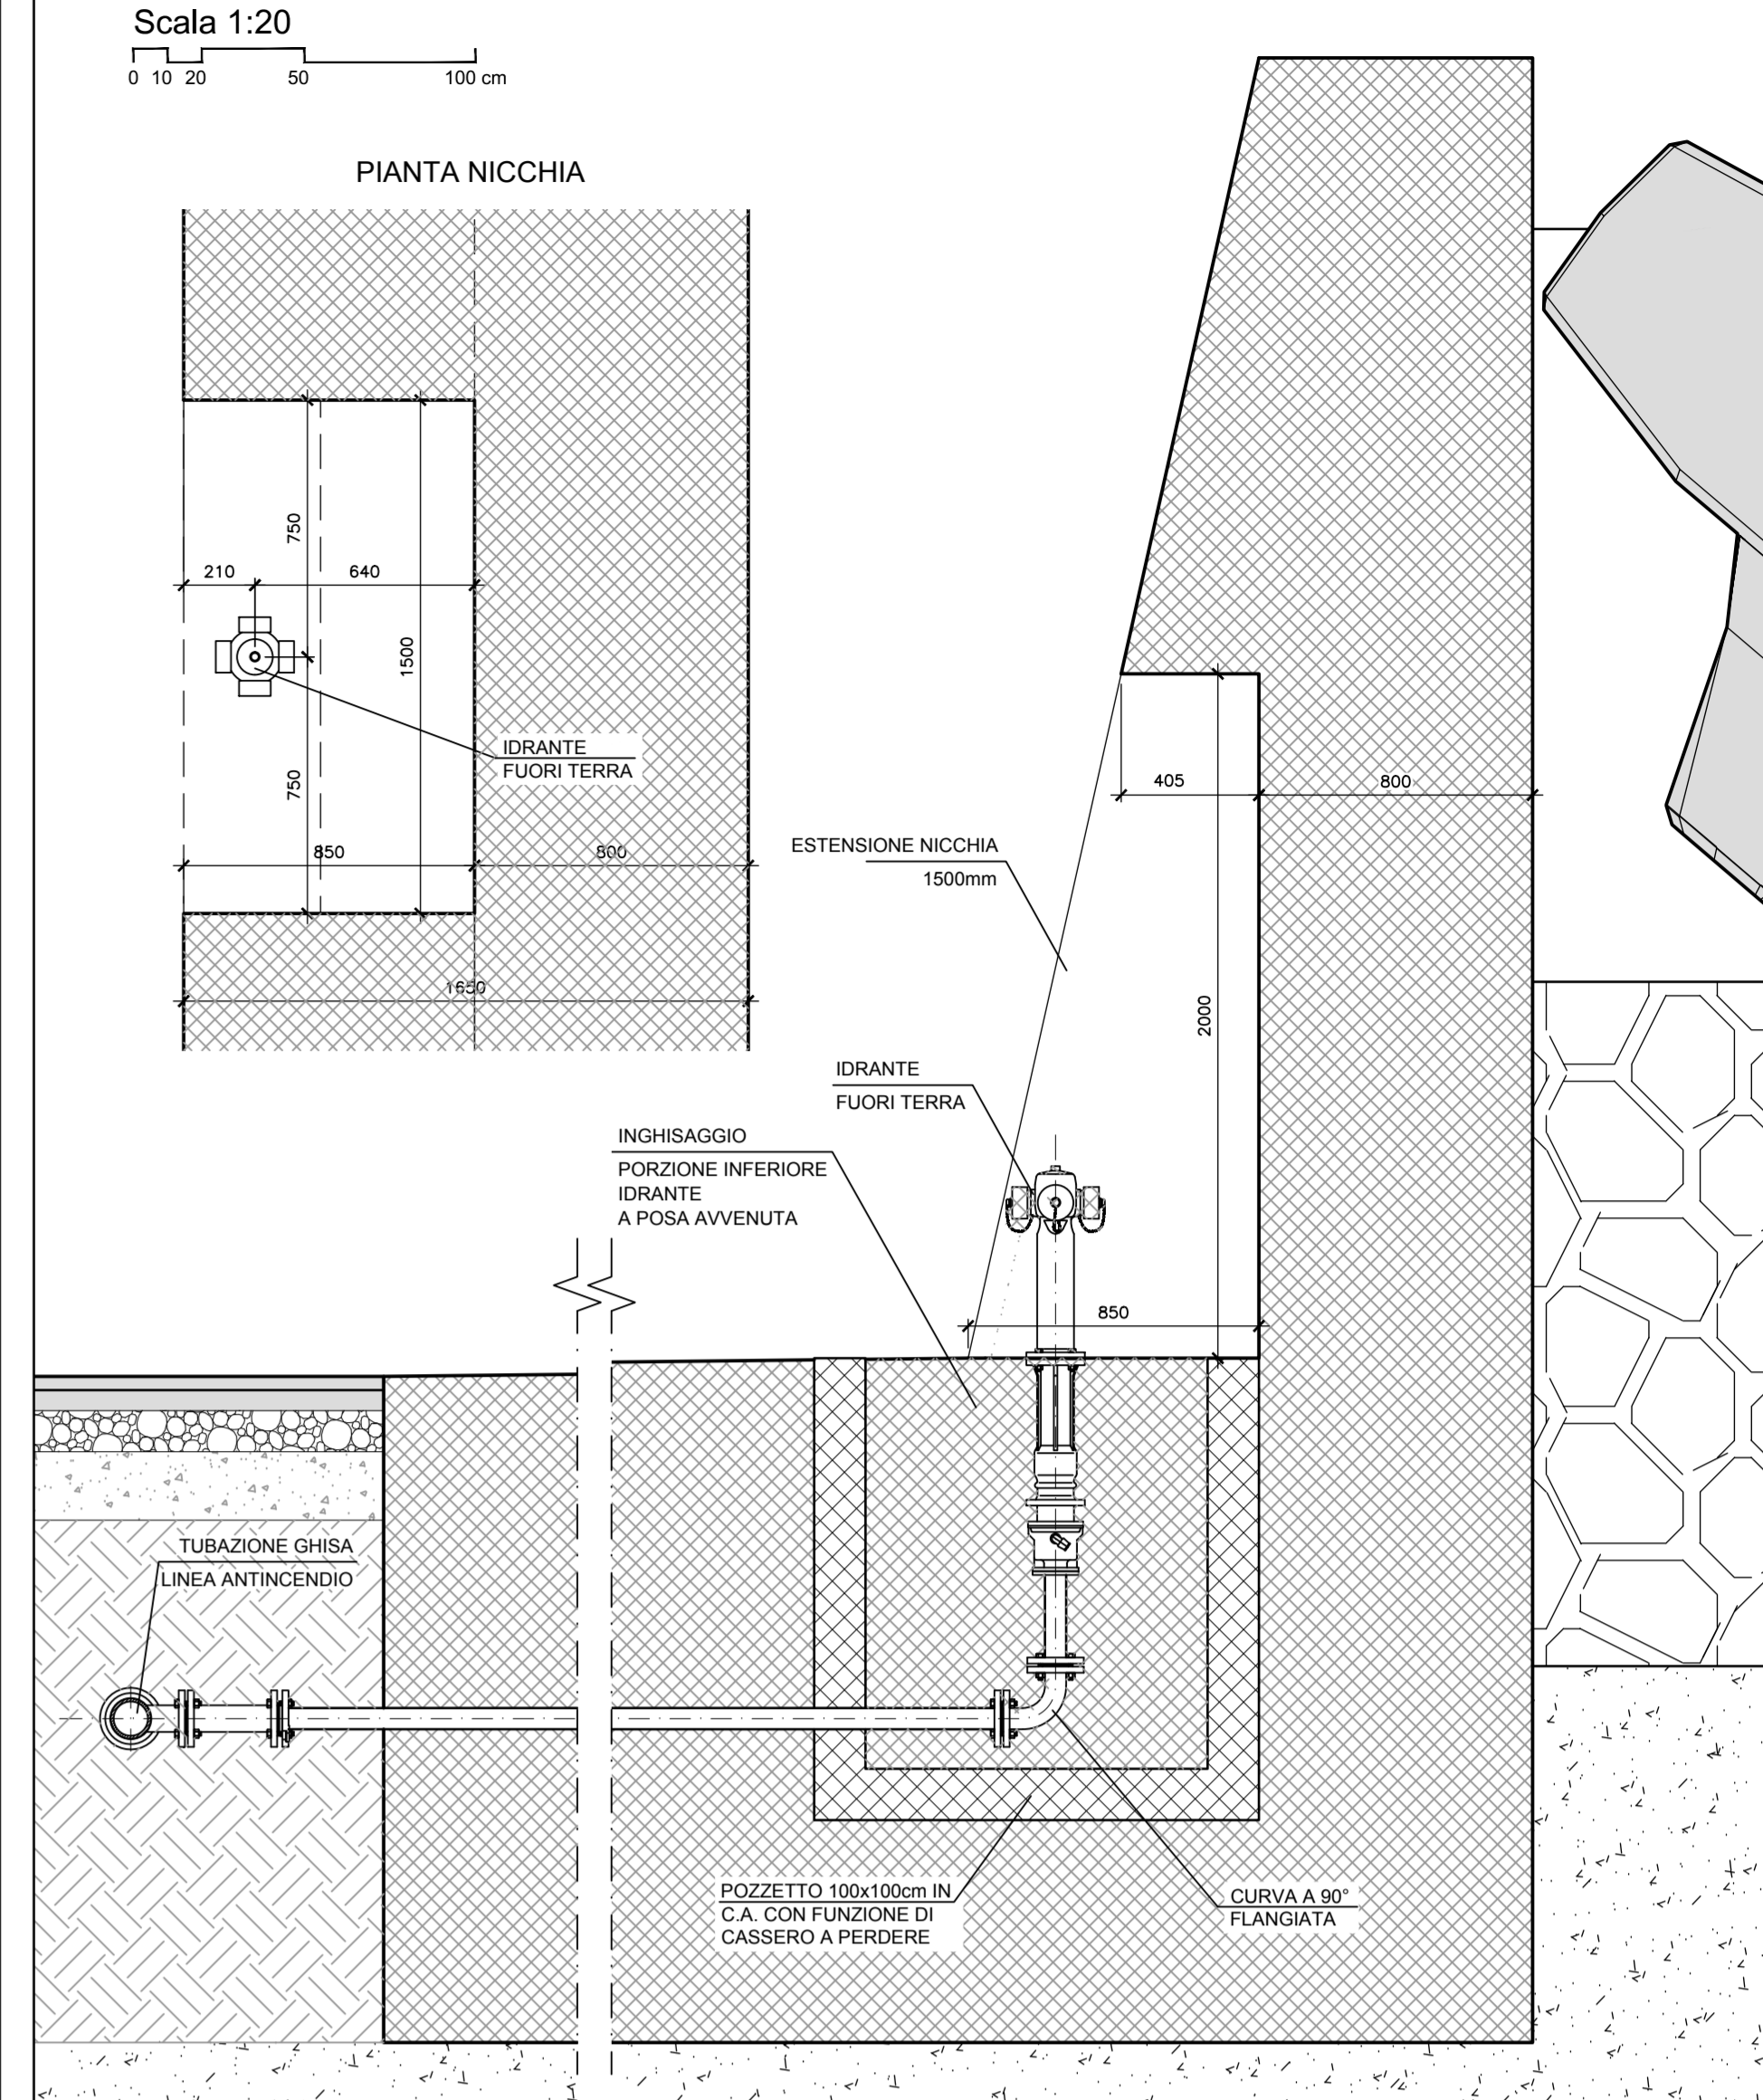 Scala 1:20
0 10 20 50 100 cm
PIANTA NICCHIA
750
210 640
1500
IDRANTE
FUORI TERRA
750
850 800
1650
405 800
ESTENSIONE NICCHIA
1500mm
2000
IDRANTE
FUORI TERRA
INGHISAGGIO
PORZIONE INFERIORE
IDRANTE
A POSA AVVENUTA
850
TUBAZIONE GHISA
LINEA ANTINCENDIO
POZZETTO 100x100cm IN
C.A. CON FUNZIONE DI
CASSERO A PERDERE
CURVA A 90°
FLANGIATA